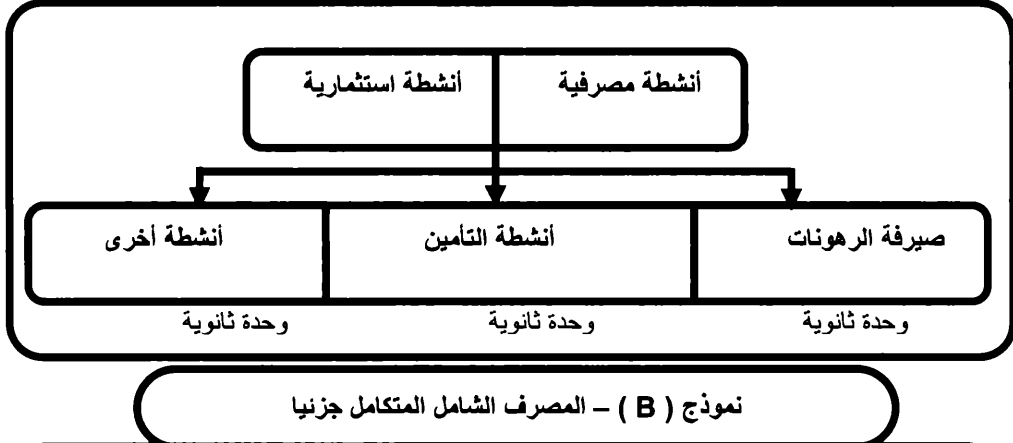 أنشطة مصرفية
أنشطة استثمارية
صيرفة الرهونات
أنشطة التأمين
أنشطة أخرى
وحدة ثانوية
وحدة ثانوية
وحدة ثانوية
نموذج ( B ) – المصرف الشامل المتكامل جزنيا